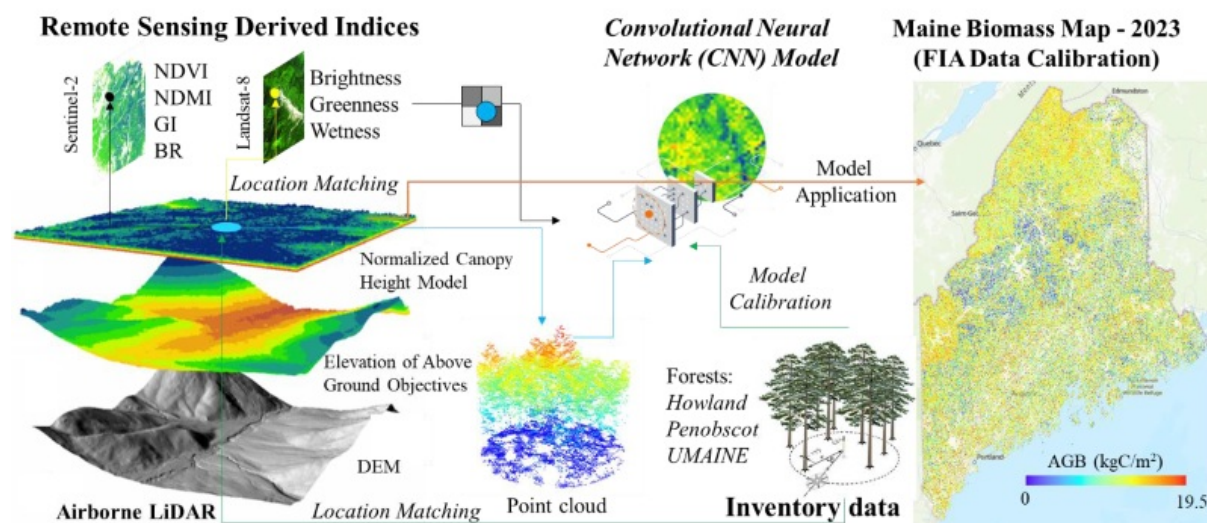 Remote Sensing Derived Indices
Sentinel-2
NDVI
NDMI
GI
BR
Landsat-8
Brightness
Greenness
Wetness
Location Matching
Normalized Canopy
Height Model
Elevation of Above
Ground Objectives
DEM
Airborne LiDAR
Location Matching
Convolutional Neural
Network (CNN) Model
Model
Application
Model
Calibration
Point cloud
Forests:
Howland
Penobscot
UMAINE
Inventory data
Maine Biomass Map - 2023
(FIA Data Calibration)
Edmundston
Quebec
Portland
AGB (kgC/m²)
0
19.5